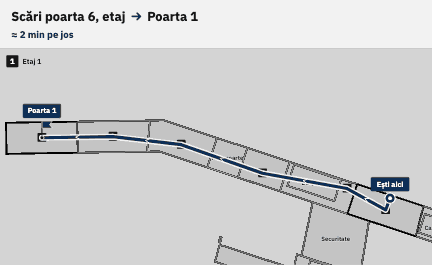 Scări poarta 6, etaj → Poarta 1
≈ 2 min pe jos
1 Etaj 1
Poarta 1
Ești aici
Securitate